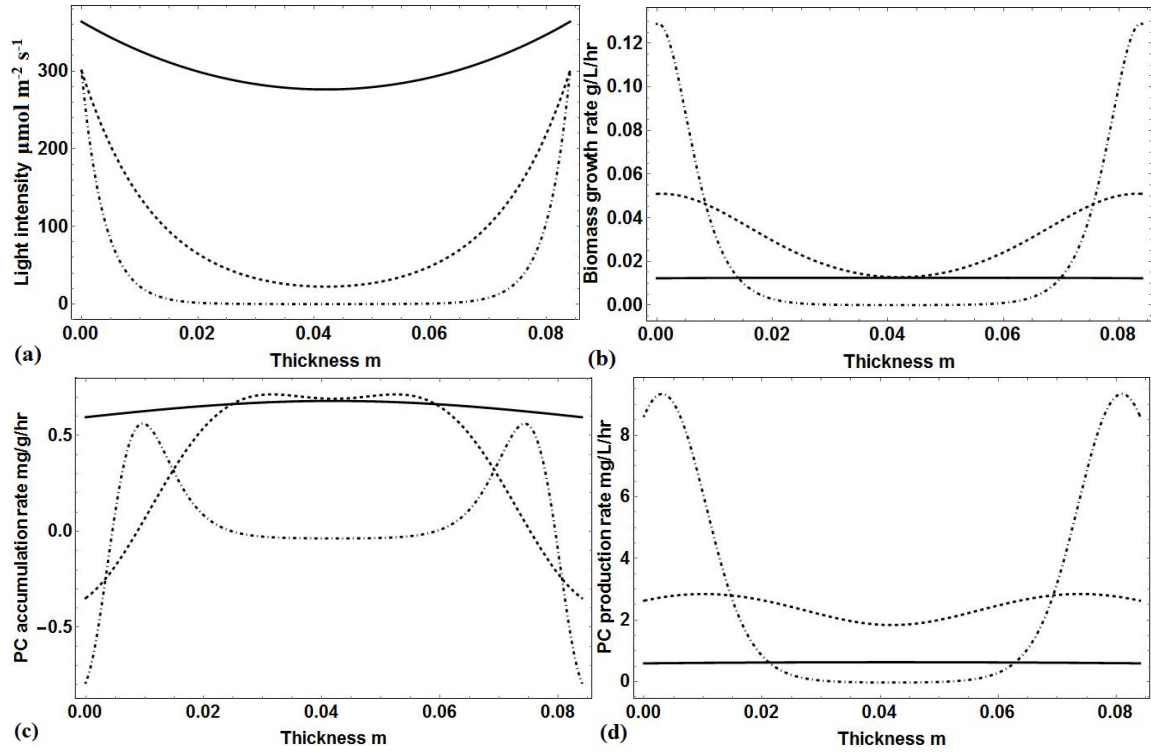 Light intensity µmol m⁻² s⁻¹
300
200
100
0
0.00 0.02 0.04 0.06 0.08
(a) Thickness m
Biomass growth rate g/L/hr
0.12
0.10
0.08
0.06
0.04
0.02
0.00
0.00 0.02 0.04 0.06 0.08
(b) Thickness m
PC accumulation rate mg/g/hr
0.5
0.0
−0.5
0.00 0.02 0.04 0.06 0.08
(c) Thickness m
PC production rate mg/L/hr
8
6
4
2
0
0.00 0.02 0.04 0.06 0.08
(d) Thickness m